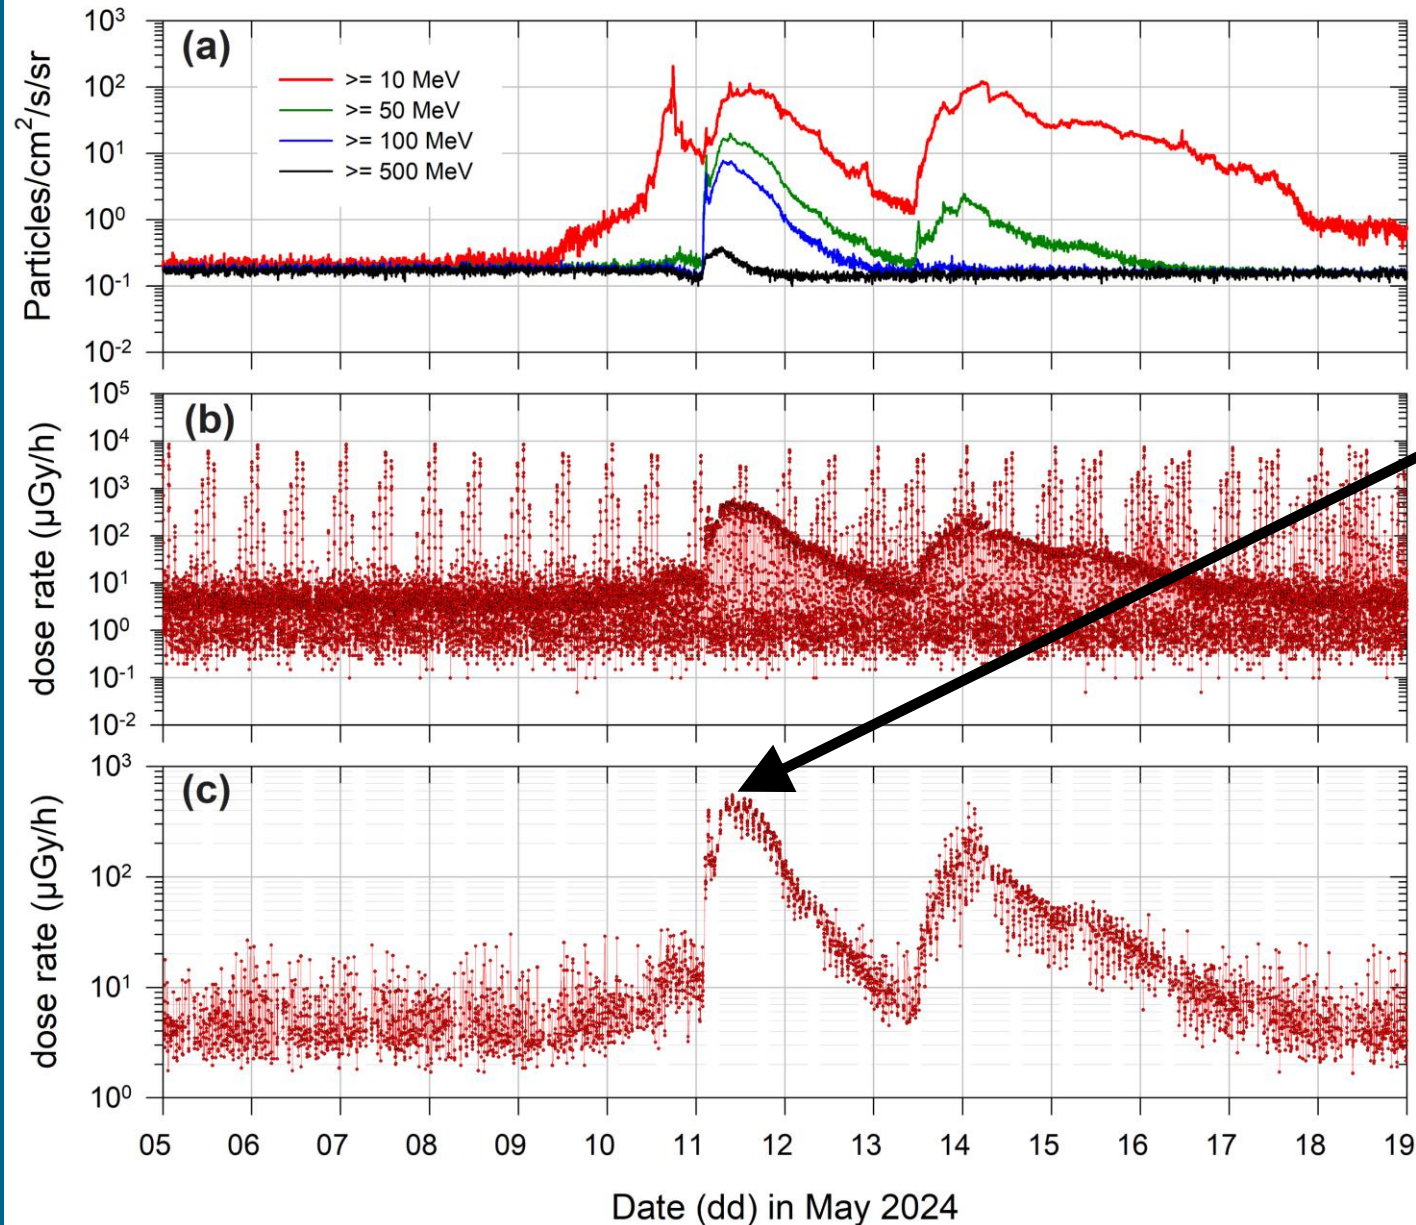 (a)
Particles/cm²/s/sr
10³
10²
10¹
10⁰
10⁻¹
10⁻²
>= 10 MeV
>= 50 MeV
>= 100 MeV
>= 500 MeV
(b)
dose rate (µGy/h)
10⁵
10⁴
10³
10²
10¹
10⁰
10⁻¹
10⁻²
(c)
dose rate (µGy/h)
10³
10²
10¹
10⁰
05 06 07 08 09 10 11 12 13 14 15 16 17 18 19
Date (dd) in May 2024